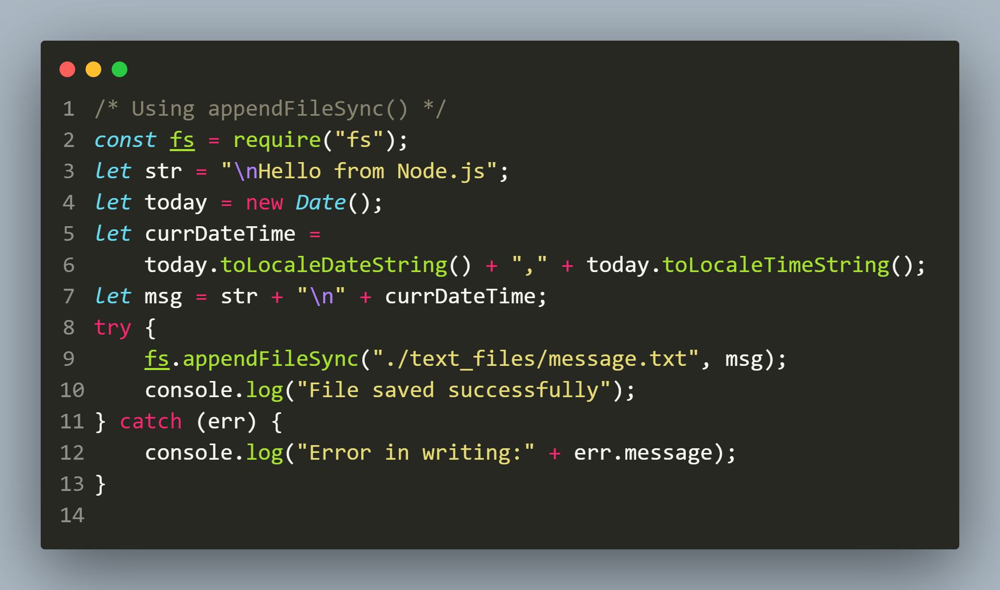 1 /* Using appendFileSync() */
2 const fs = require("fs");
3 let str = "\nHello from Node.js";
4 let today = new Date();
5 let currDateTime =
6     today.toLocaleDateString() + "," + today.toLocaleTimeString();
7 let msg = str + "\n" + currDateTime;
8 try {
9     fs.appendFileSync("./text_files/message.txt", msg);
10     console.log("File saved successfully");
11 } catch (err) {
12     console.log("Error in writing:" + err.message);
13 }
14